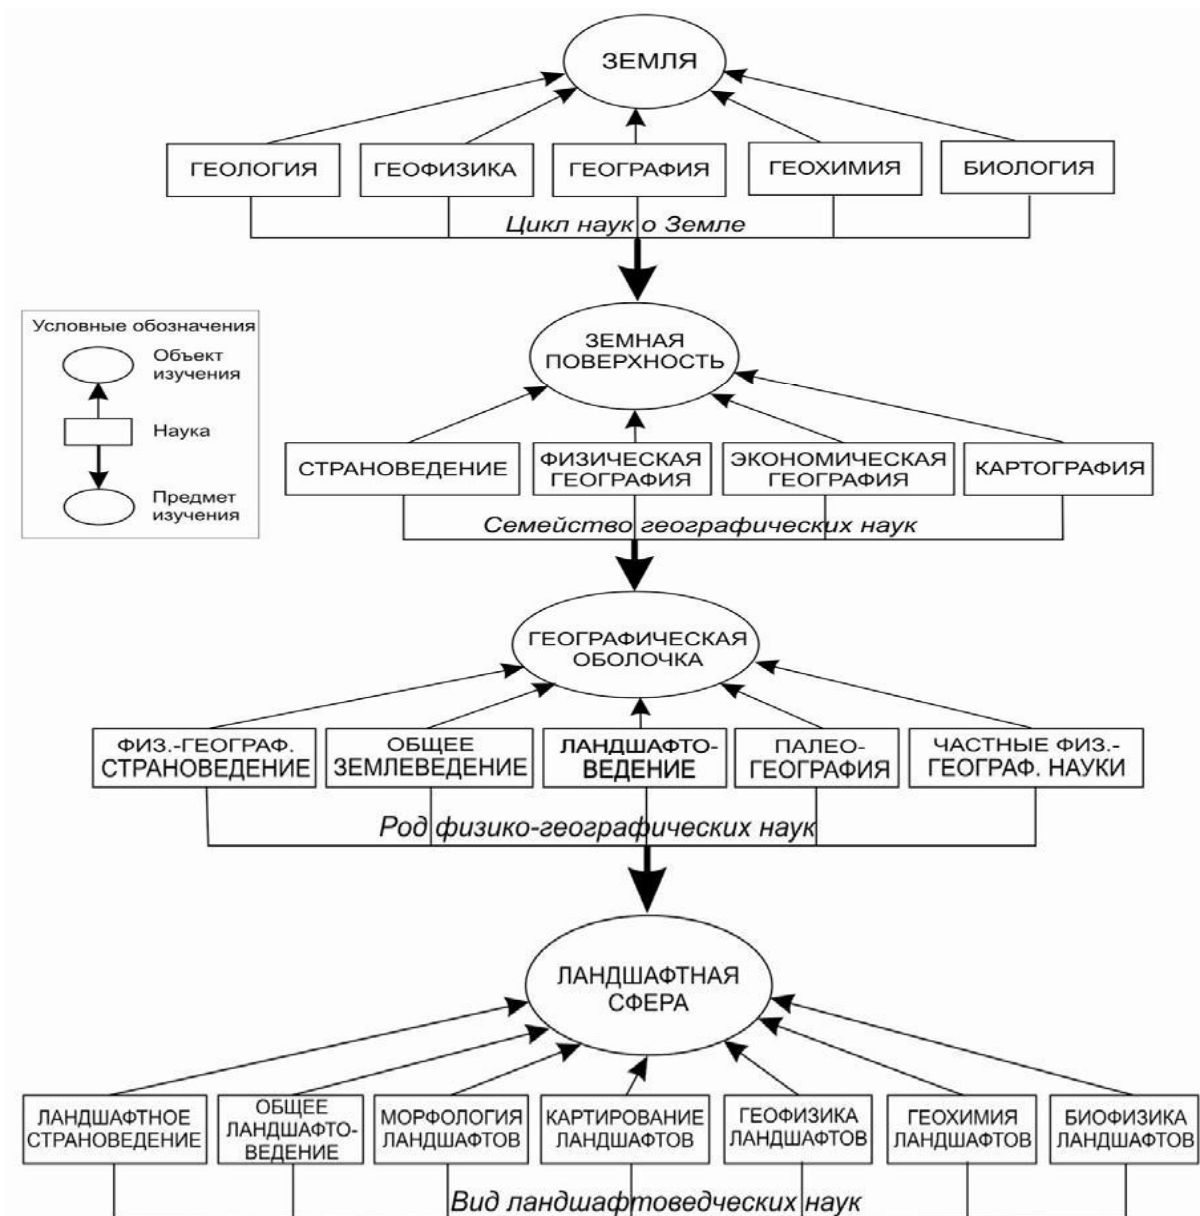 ЗЕМЛЯ
ГЕОЛОГИЯ
ГЕОФИЗИКА
ГЕОГРАФИЯ
ГЕОХИМИЯ
БИОЛОГИЯ
Цикл наук о Земле
Условные обозначения
Объект
изучения
Наука
Предмет
изучения
ЗЕМНАЯ
ПОВЕРХНОСТЬ
СТРАНОВЕДЕНИЕ
ФИЗИЧЕСКАЯ
ГЕОГРАФИЯ
ЭКОНОМИЧЕСКАЯ
ГЕОГРАФИЯ
КАРТОГРАФИЯ
Семейство географических наук
ГЕОГРАФИЧЕСКАЯ
ОБОЛОЧКА
ФИЗ.-ГЕОГРАФ.
СТРАНОВЕДЕНИЕ
ОБЩЕЕ
ЗЕМЛЕВЕДЕНИЕ
ЛАНДШАФТО-
ВЕДЕНИЕ
ПАЛЕО-
ГЕОГРАФИЯ
ЧАСТНЫЕ ФИЗ.-
ГЕОГРАФ. НАУКИ
Род физико-географических наук
ЛАНДШАФТНАЯ
СФЕРА
ЛАНДШАФТНОЕ
СТРАНОВЕДЕНИЕ
ОБЩЕЕ
ЛАНДШАФТО-
ВЕДЕНИЕ
МОРФОЛОГИЯ
ЛАНДШАФТОВ
КАРТИРОВАНИЕ
ЛАНДШАФТОВ
ГЕОФИЗИКА
ЛАНДШАФТОВ
ГЕОХИМИЯ
ЛАНДШАФТОВ
БИОФИЗИКА
ЛАНДШАФТОВ
Вид ландшафтоведческих наук